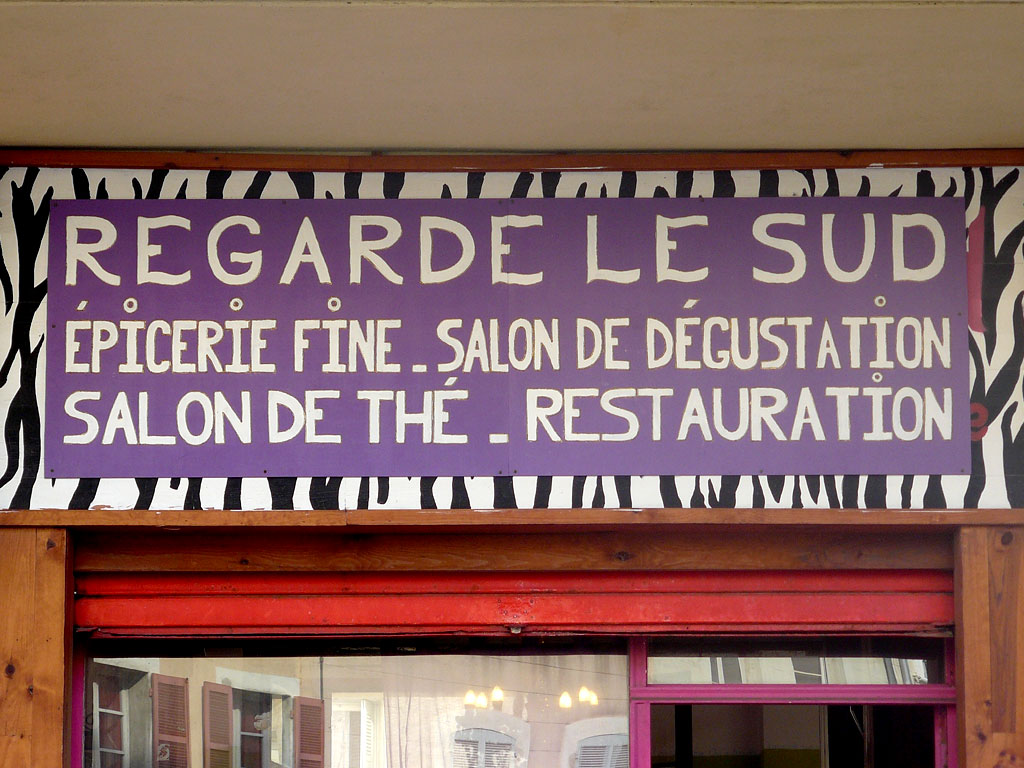 REGARDE LE SUD
ÉPICERIE FINE - SALON DE DÉGUSTATION
SALON DE THÉ - RESTAURATION